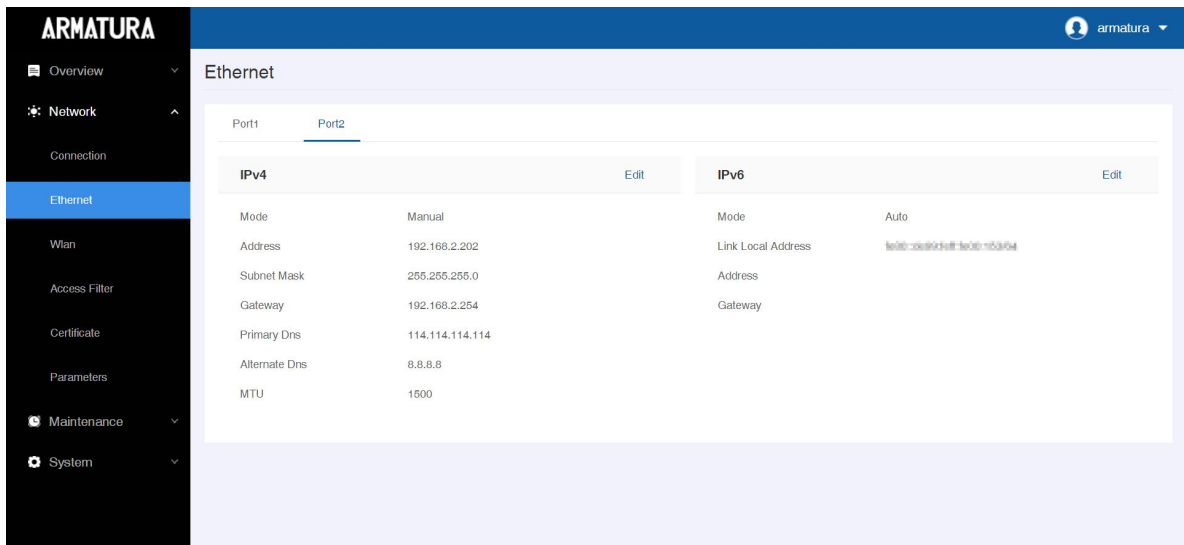 ARMATURA
armatura
Overview
Network
Connection
Ethernet
Wlan
Access Filter
Certificate
Parameters
Maintenance
System
Ethernet
Port1 Port2
IPv4 Edit
Mode Manual
Address 192.168.2.202
Subnet Mask 255.255.255.0
Gateway 192.168.2.254
Primary Dns 114.114.114.114
Alternate Dns 8.8.8.8
MTU 1500
IPv6 Edit
Mode Auto
Link Local Address
Address
Gateway